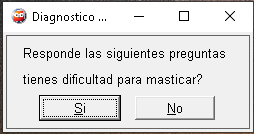 Diagnostico ...
Responde las siguientes preguntas
tienes dificultad para masticar?
Si
No